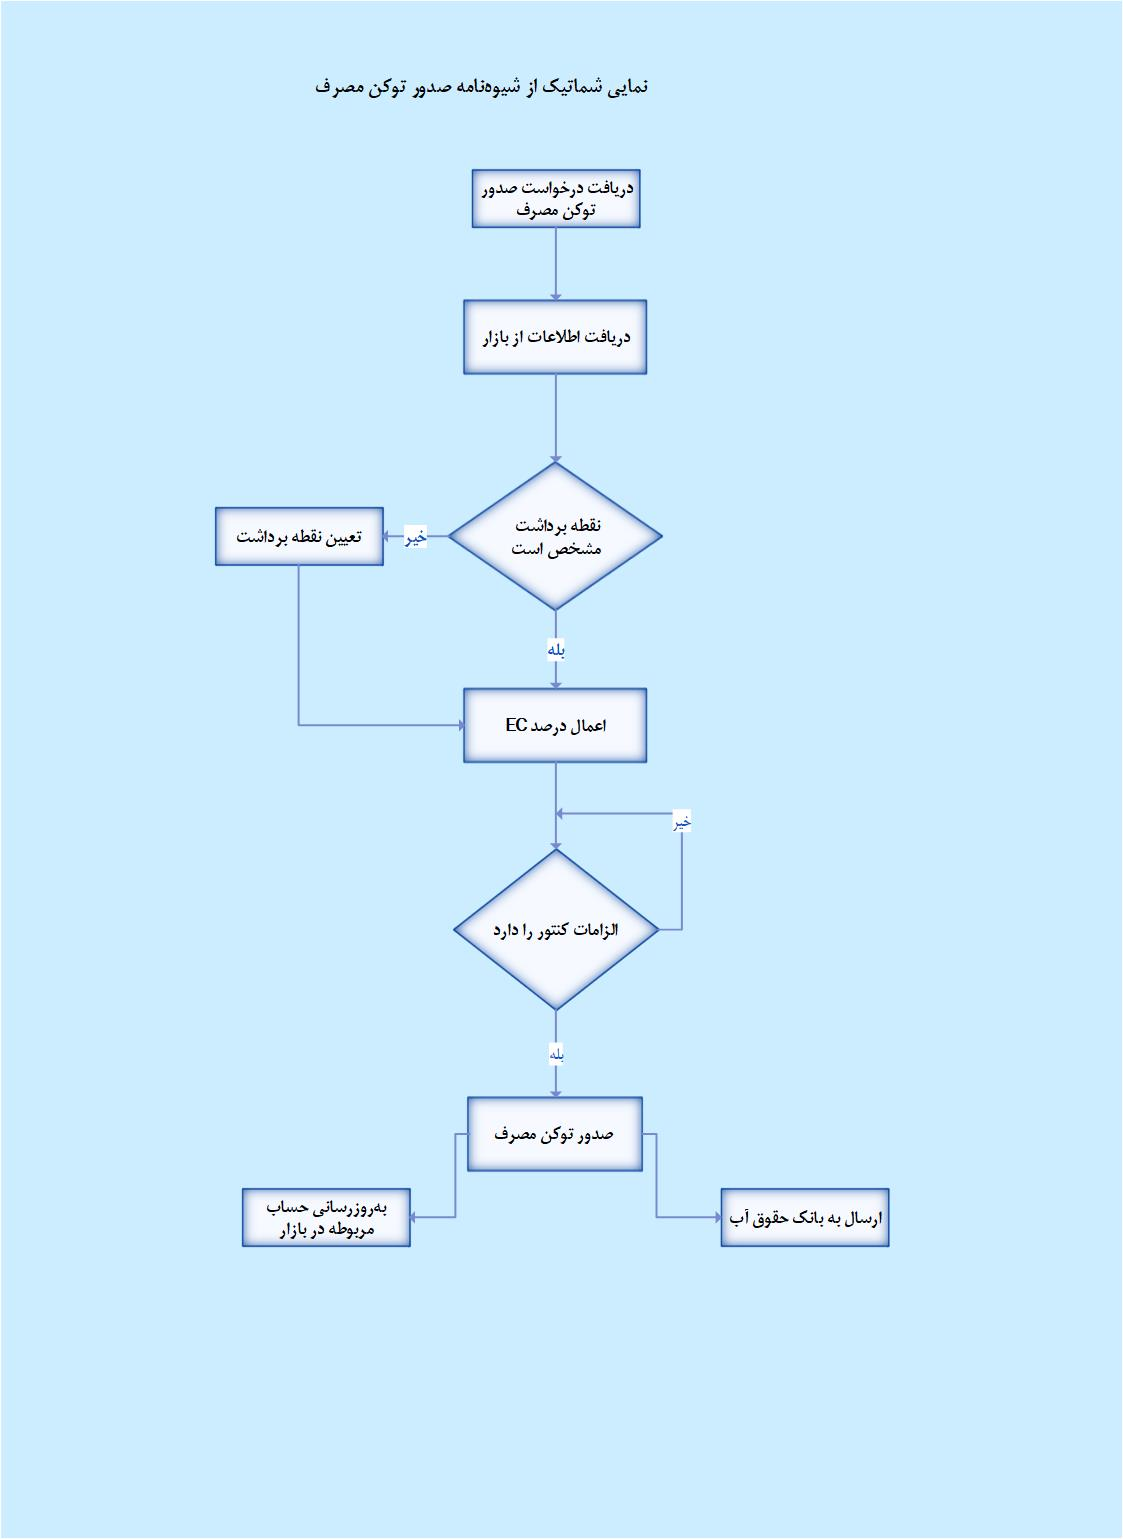 نمایی شماتیک از شیوه‌نامه صدور توکن مصرف
دریافت درخواست صدور
توکن مصرف
دریافت اطلاعات از بازار
نقطه برداشت
مشخص است
خیر
تعیین نقطه برداشت
بله
اعمال درصد EC
خیر
الزامات کنتور را دارد
بله
صدور توکن مصرف
ارسال به بانک حقوق آب
به‌روزرسانی حساب
مربوطه در بازار